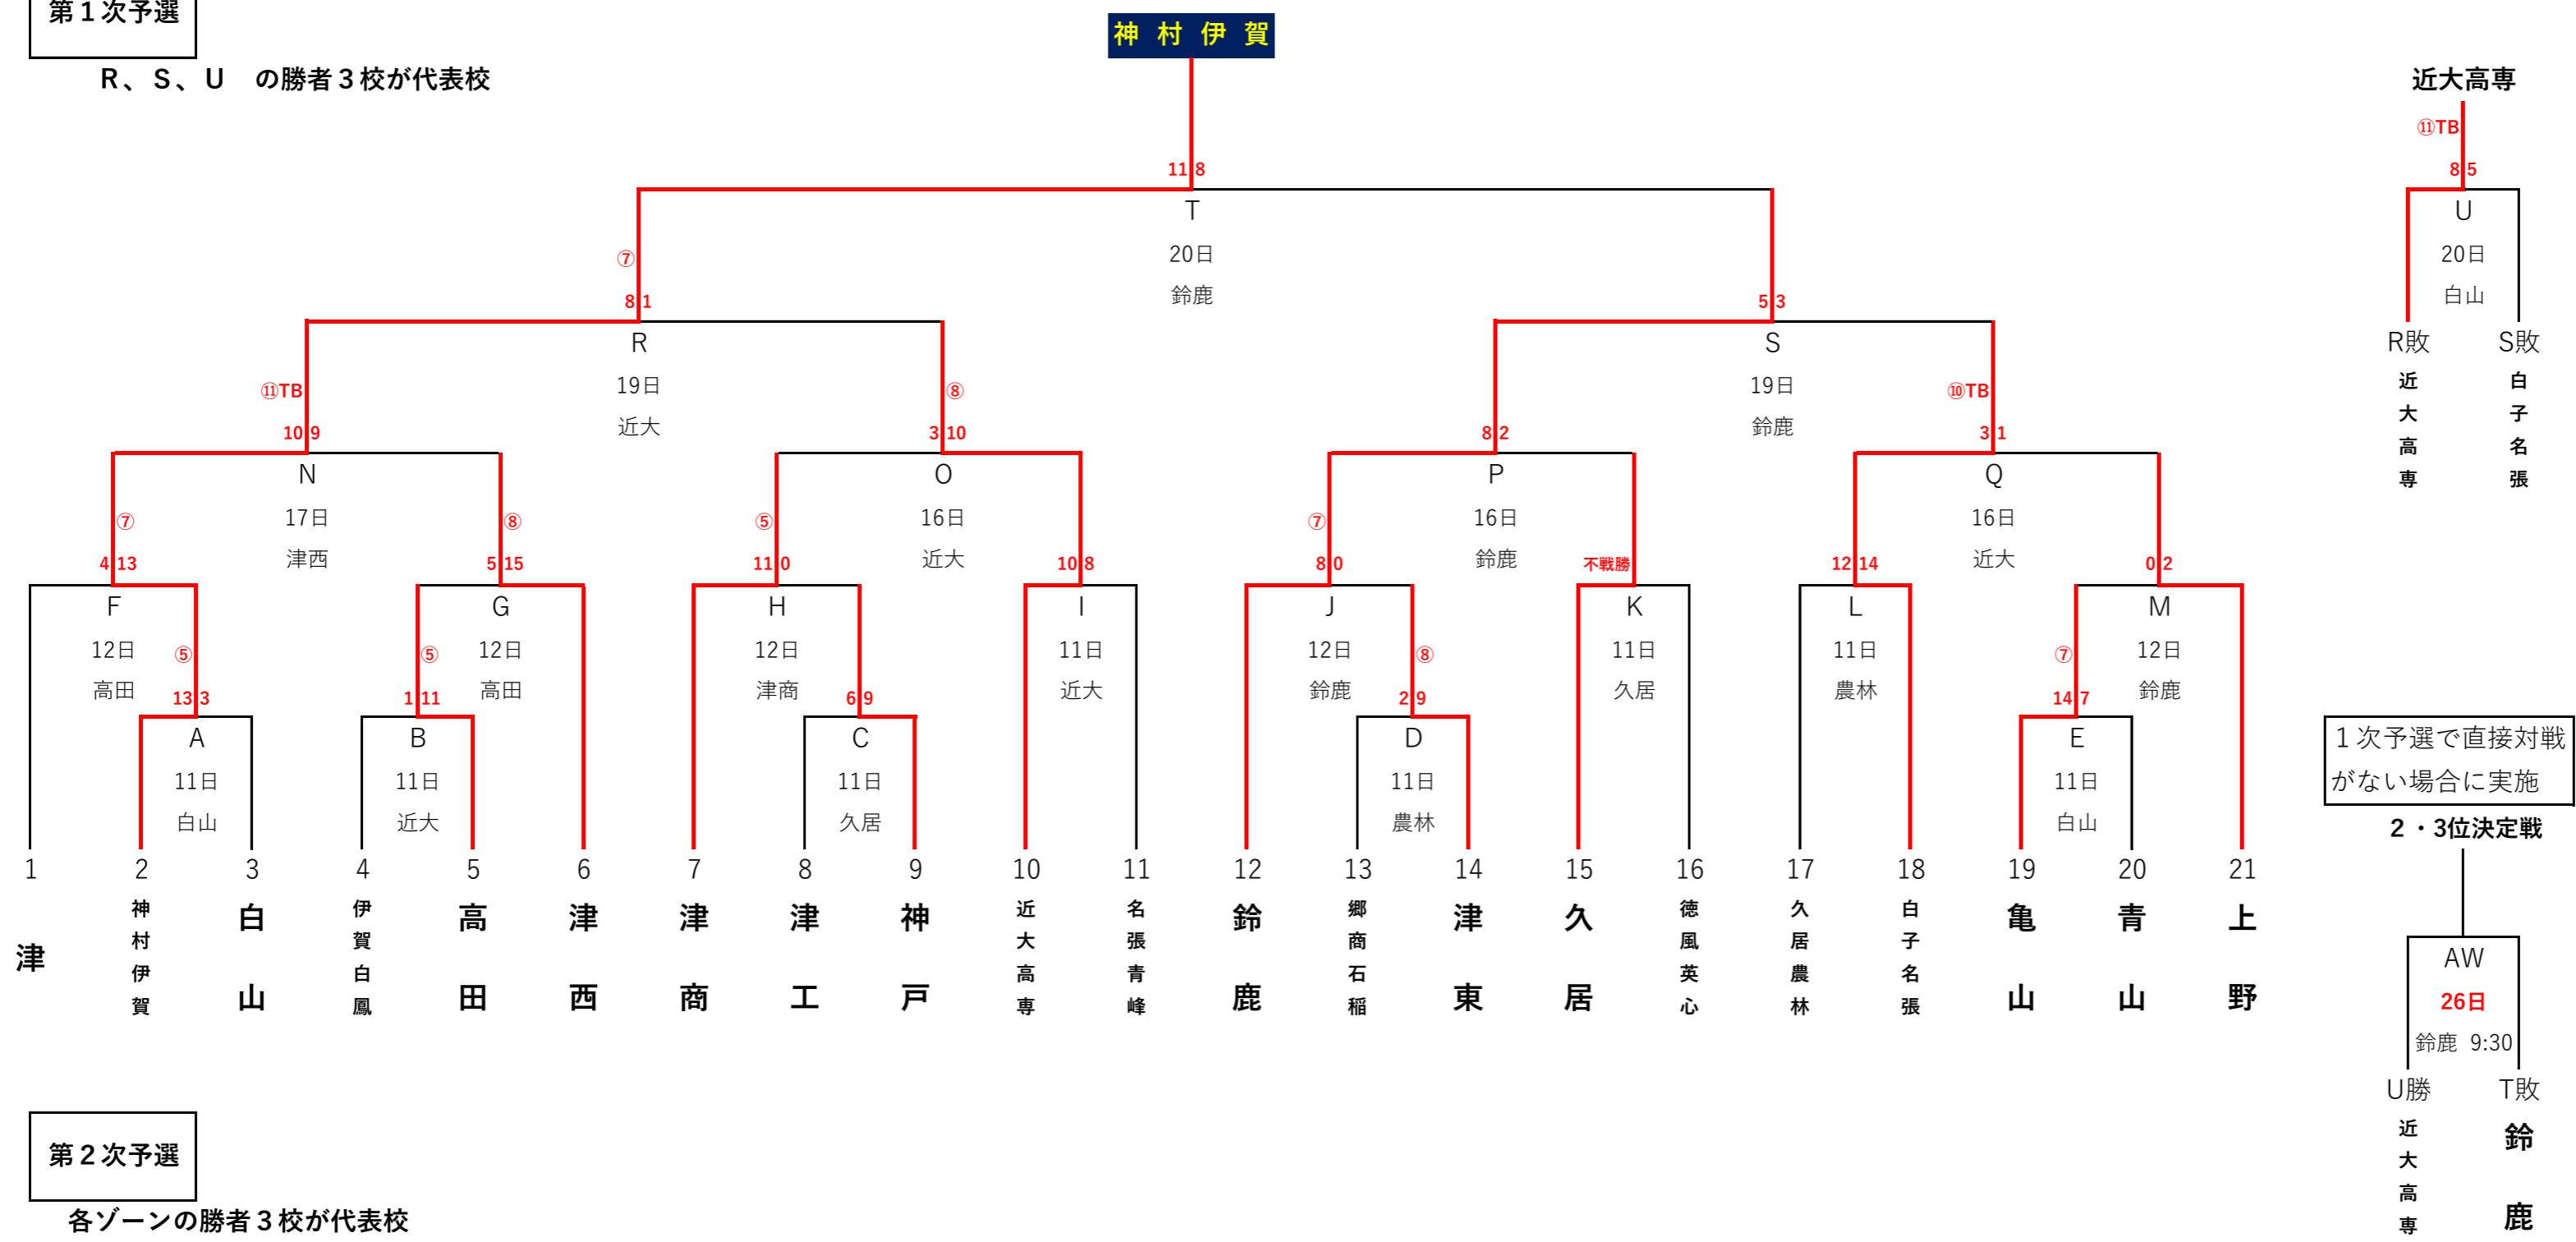 第１次予選
神村伊賀
Ｒ、Ｓ、Ｕ　の勝者３校が代表校
近大高専
⑪TB
11 8
8 5
T
U
20日
20日
⑦
鈴鹿
白山
8 1
5 3
R
S
R敗
S敗
19日
19日
近大高専
白子名張
⑪TB
⑧
⑩TB
近大
鈴鹿
10 9
3 10
8 2
3 1
N
O
P
Q
17日
16日
16日
16日
⑦
⑧
⑤
⑦
津西
近大
鈴鹿
近大
4 13
5 15
11 0
10 8
8 0
不戦勝
12 14
0 2
F
G
H
I
J
K
L
M
12日
12日
12日
11日
12日
11日
11日
12日
⑤
⑤
⑧
⑦
高田
高田
津商
近大
鈴鹿
久居
農林
鈴鹿
13 3
1 11
6 9
2 9
14 7
A
B
C
D
E
11日
11日
11日
11日
11日
白山
近大
久居
農林
白山
１次予選で直接対戦
がない場合に実施
２・3位決定戦
1
2
3
4
5
6
7
8
9
10
11
12
13
14
15
16
17
18
19
20
21
津
神村伊賀
白山
伊賀白鳳
高田
津西
津商
津工
神戸
近大高専
名張青峰
鈴鹿
郷商石稲
津東
久居
徳風英心
久居農林
白子名張
亀山
青山
上野
AW
26日
鈴鹿 9:30
U勝
T敗
近大高専
鈴鹿
第２次予選
各ゾーンの勝者３校が代表校